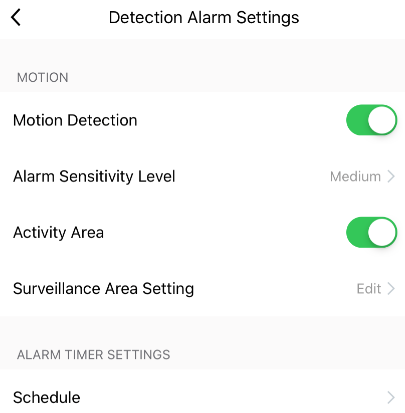 Detection Alarm Settings
MOTION
Motion Detection
Alarm Sensitivity Level Medium
Activity Area
Surveillance Area Setting Edit
ALARM TIMER SETTINGS
Schedule